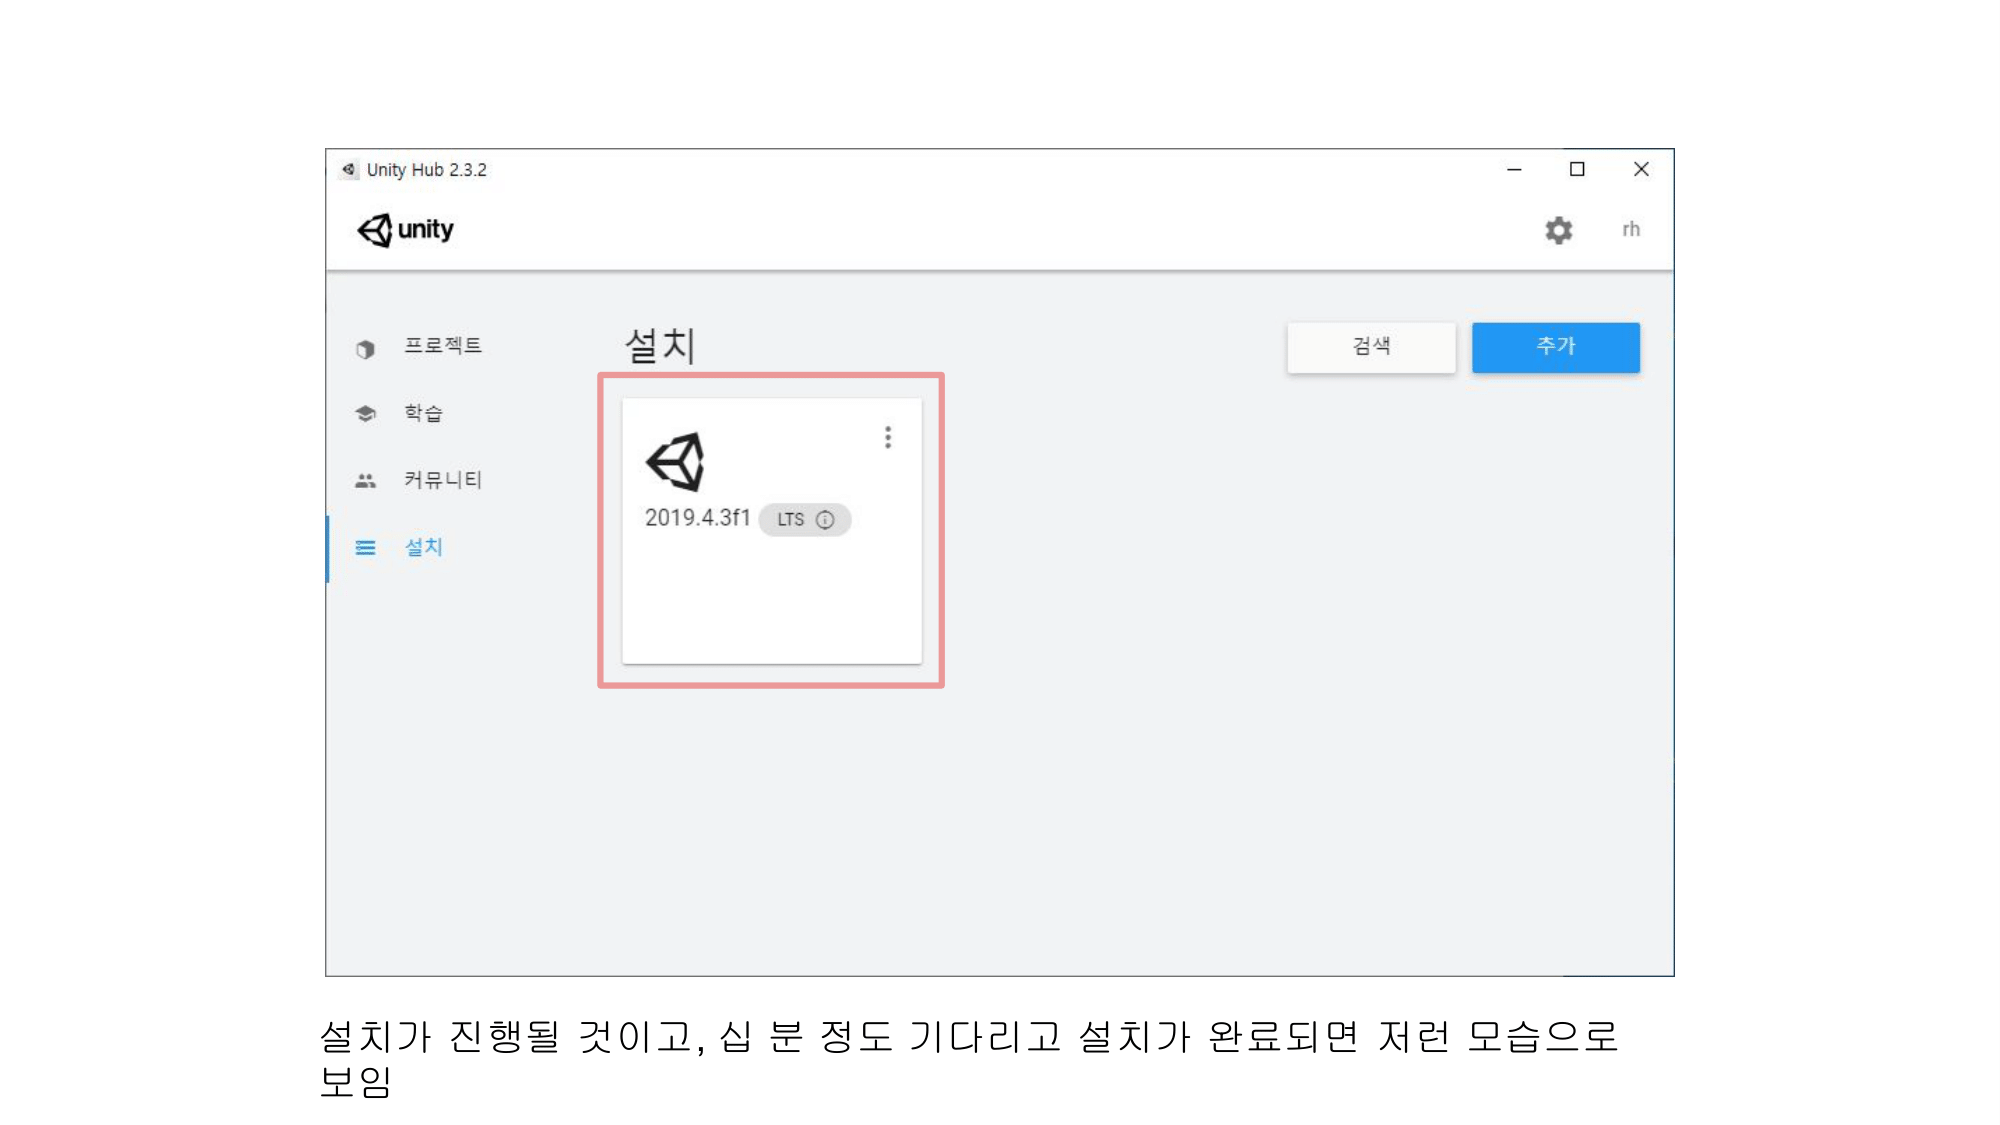 Unity Hub 2.3.2
unity
rh
프로젝트
학습
커뮤니티
설치
설치
검색
추가
2019.4.3f1 LTS
설치가 진행될 것이고, 십 분 정도 기다리고 설치가 완료되면 저런 모습으로
보임